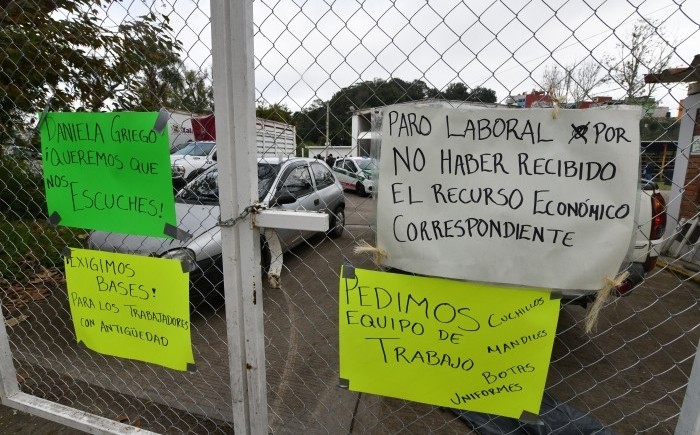 DANIELA GRIEGO
¡QUEREMOS QUE
NOS
ESCUCHES!
EXIGIMOS
BASES!
PARA LOS TRABAJADORES
CON ANTIGÜEDAD
PARO LABORAL POR
NO HABER RECIBIDO
EL RECURSO ECONÓMICO
CORRESPONDIENTE
PEDIMOS
EQUIPO DE
TRABAJO
CUCHILLOS
MANDILES
BOTAS
UNIFORMES